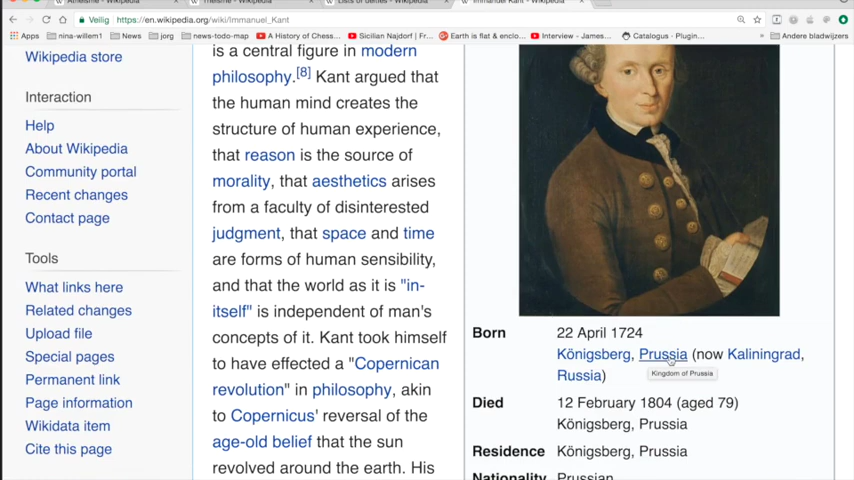 Atheisme - Wikipedia
Theisme - Wikipedia
Lists of deities - Wikipedia
Immanuel Kant - Wikipedia
Veilig
https://en.wikipedia.org/wiki/Immanuel_Kant
Apps
nina-willem1
News
jorg
news-todo-map
A History of Chess...
Sicilian Najdorf | Fr...
Earth is flat & enclo...
Interview - James...
Catalogus · Plugin...
»
Andere bladwijzers
Wikipedia store
Interaction
Help
About Wikipedia
Community portal
Recent changes
Contact page
Tools
What links here
Related changes
Upload file
Special pages
Permanent link
Page information
Wikidata item
Cite this page
is a central figure in modern
philosophy.[8] Kant argued that
the human mind creates the
structure of human experience,
that reason is the source of
morality, that aesthetics arises
from a faculty of disinterested
judgment, that space and time
are forms of human sensibility,
and that the world as it is "in-
itself" is independent of man's
concepts of it. Kant took himself
to have effected a "Copernican
revolution" in philosophy, akin
to Copernicus' reversal of the
age-old belief that the sun
revolved around the earth. His
Born 22 April 1724
Königsberg, Prussia (now Kaliningrad,
Russia)
Kingdom of Prussia
Died 12 February 1804 (aged 79)
Königsberg, Prussia
Residence Königsberg, Prussia
Nationality Prussian